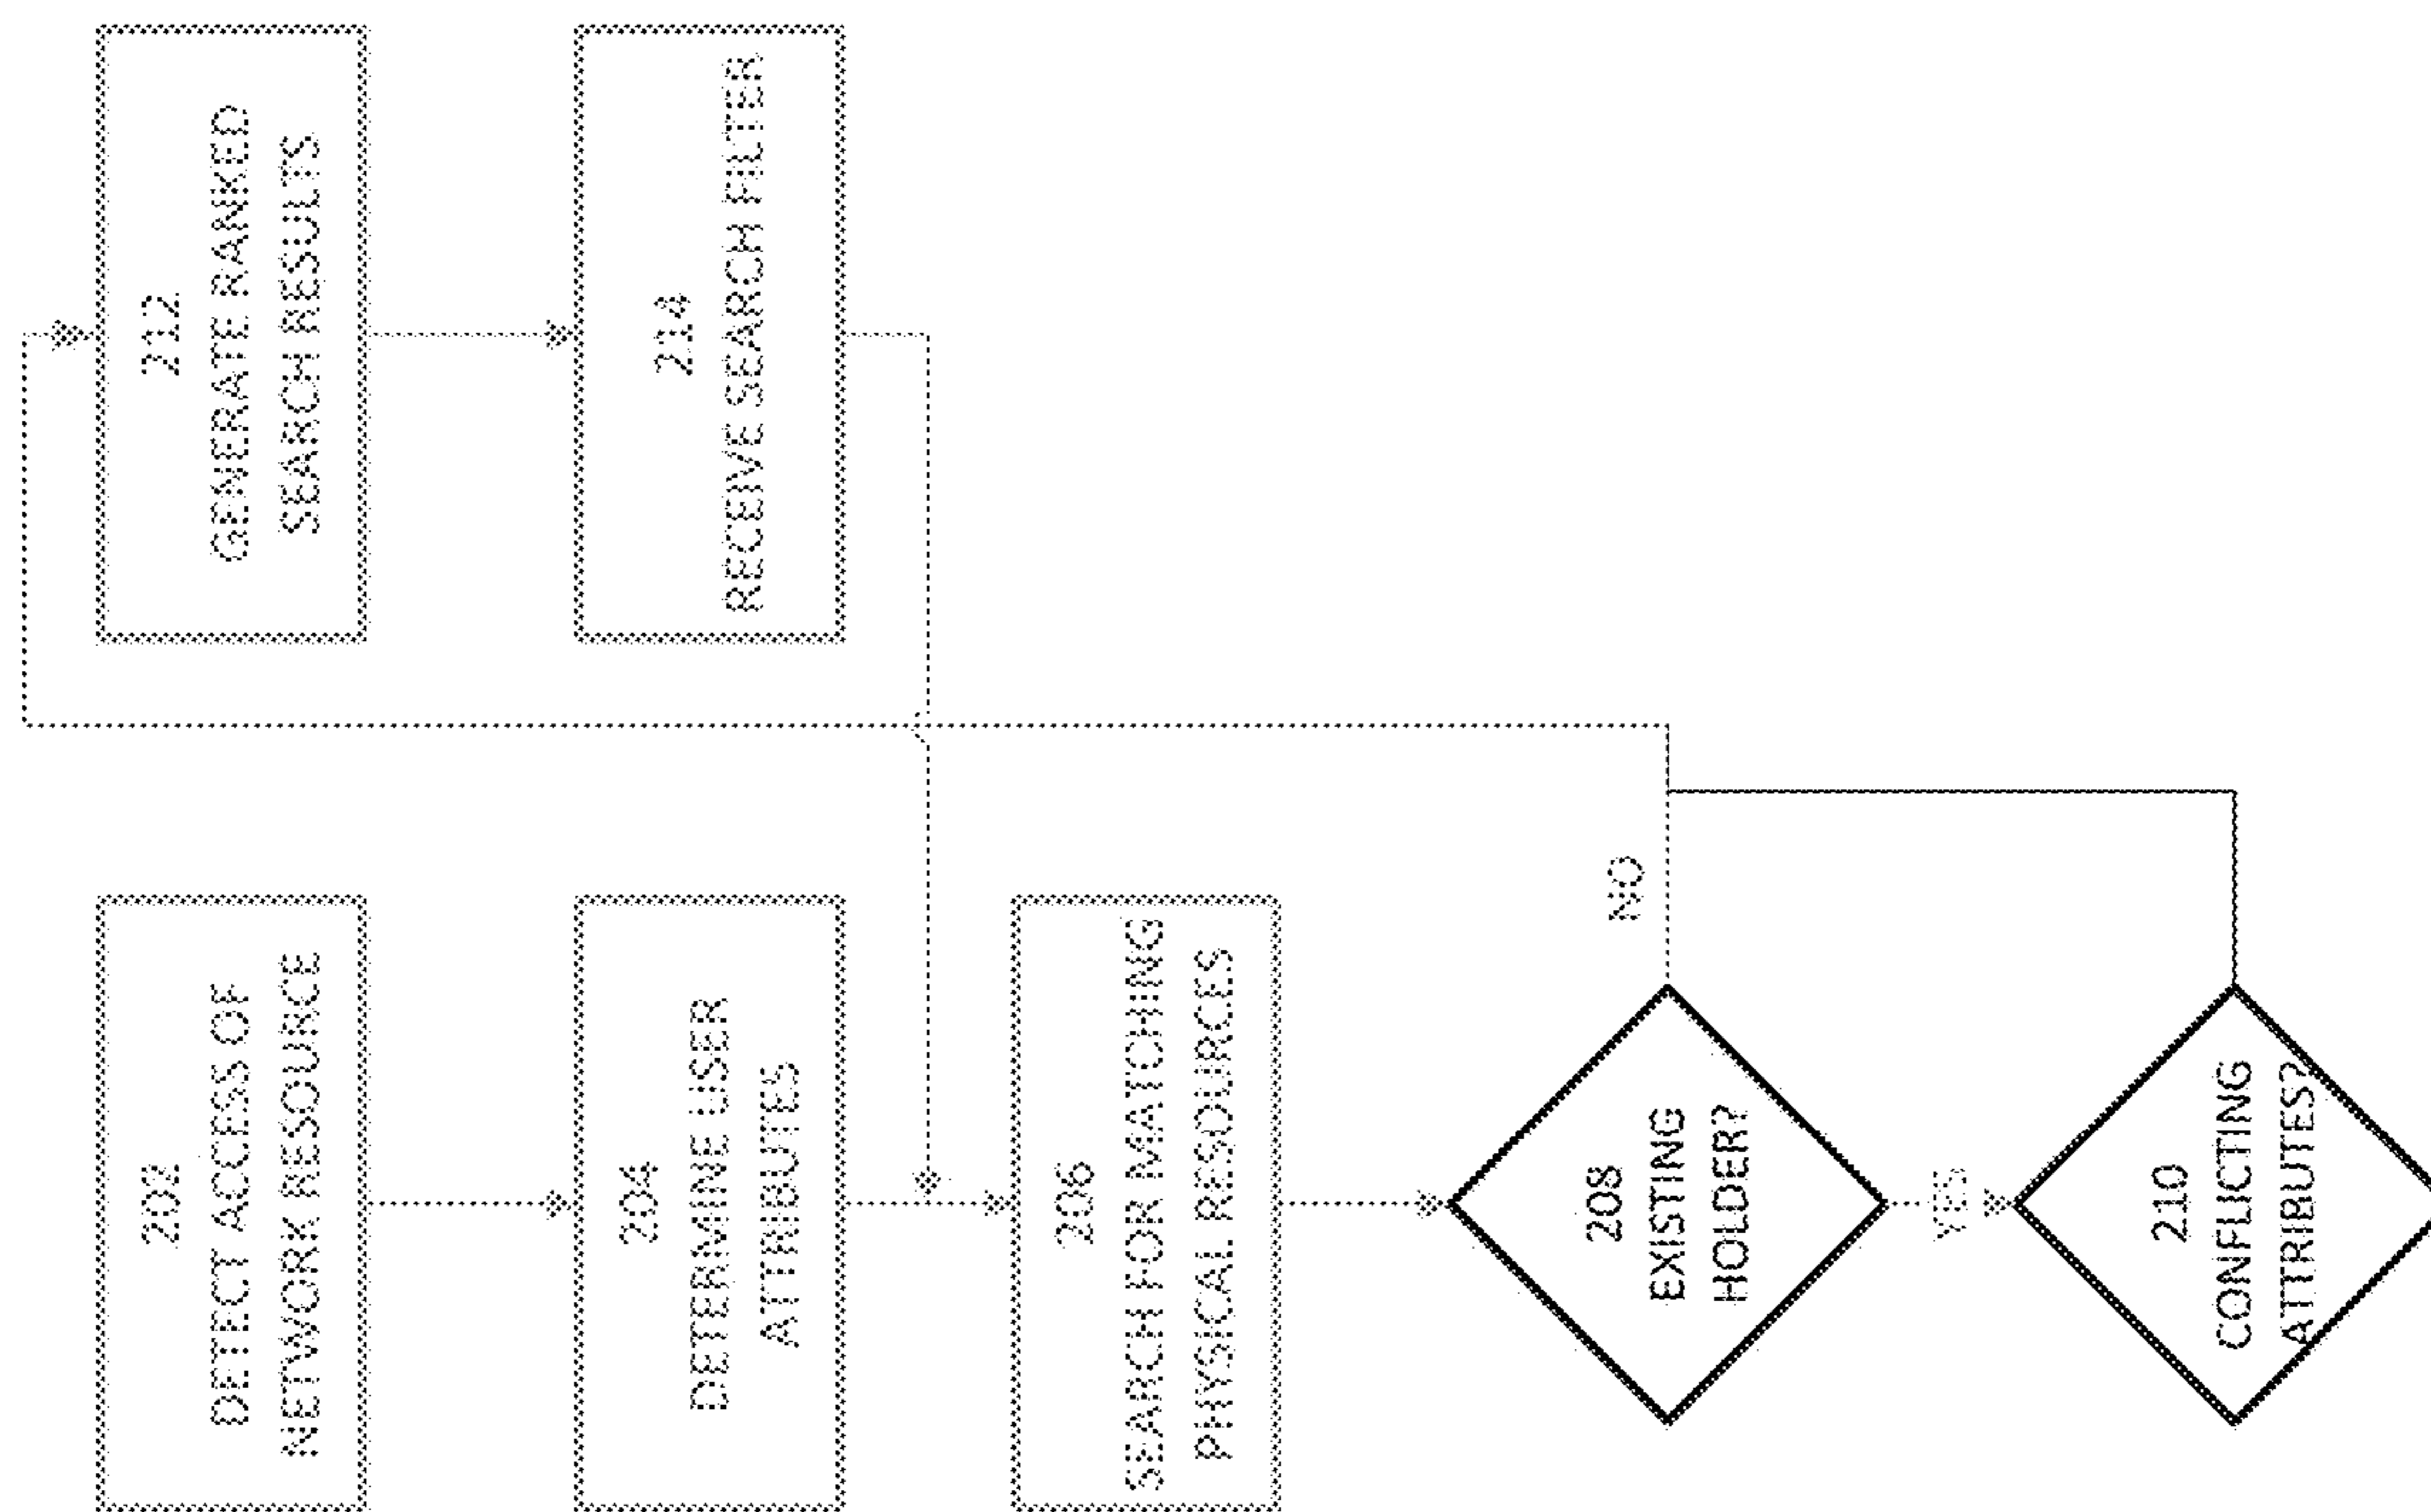 202
DETECT ACCESS OF
NETWORK RESOURCE
204
DETERMINE USER
ATTRIBUTES
206
SEARCH FOR MATCHING
PHYSICAL RESOURCES
208
EXISTING
HOLDER?
NO
YES
210
CONFLICTING
ATTRIBUTES?
212
GENERATE RANKED
SEARCH RESULTS
214
RECEIVE SEARCH FILTER